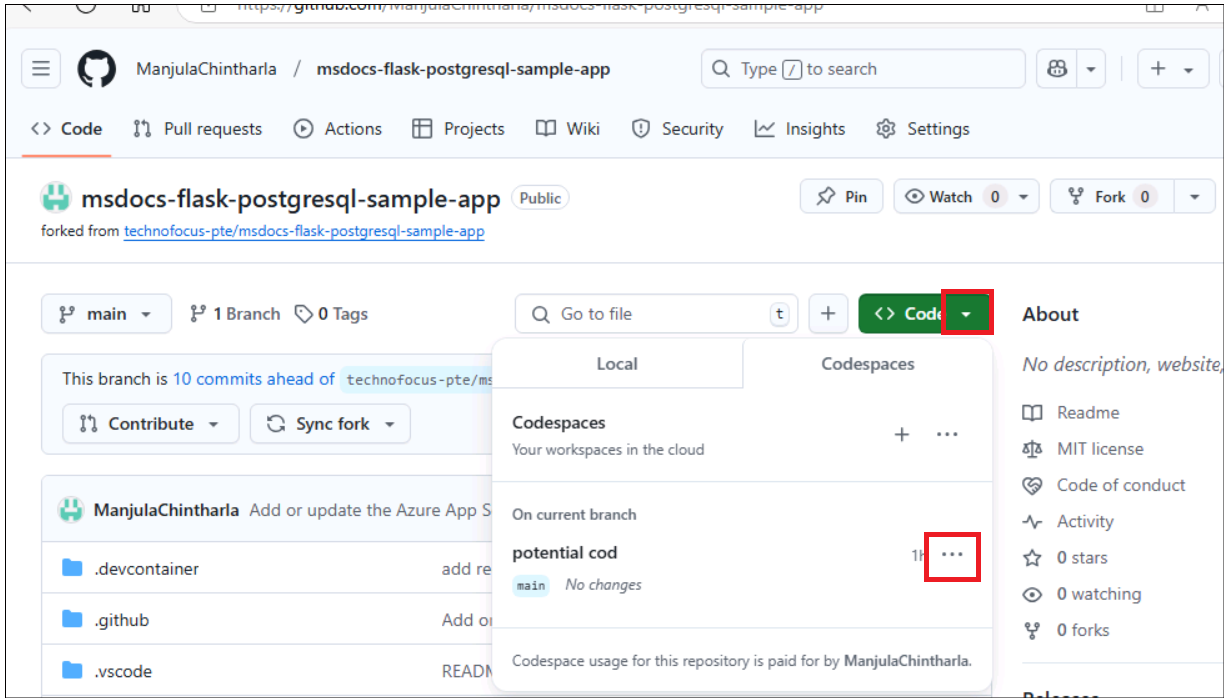 https://github.com/ManjulaChintharla/msdocs-flask-postgresql-sample-app
ManjulaChintharla / msdocs-flask-postgresql-sample-app
Type / to search
Code Pull requests Actions Projects Wiki Security Insights Settings
msdocs-flask-postgresql-sample-app Public
Pin Watch 0 Fork 0
forked from technofocus-pte/msdocs-flask-postgresql-sample-app
main 1 Branch 0 Tags
Go to file t
Code
About
Local Codespaces
No description, website,
This branch is 10 commits ahead of technofocus-pte/ms
Contribute Sync fork
Codespaces
Your workspaces in the cloud
Readme
MIT license
Code of conduct
Activity
0 stars
0 watching
0 forks
ManjulaChintharla Add or update the Azure App S
On current branch
potential cod 1h
main No changes
.devcontainer add re
.github Add or
.vscode READM
Codespace usage for this repository is paid for by ManjulaChintharla.
Releases